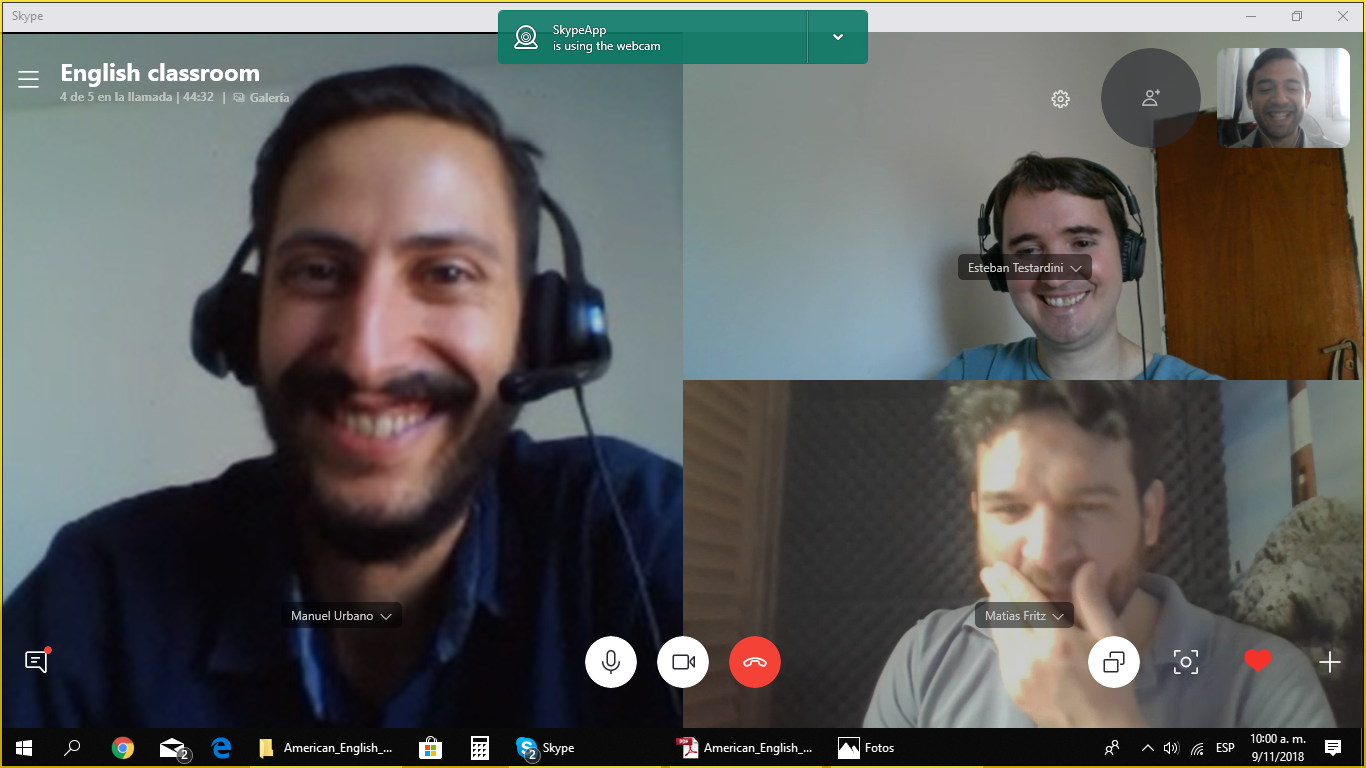 Skype
SkypeApp
is using the webcam
English classroom
4 de 5 en la llamada | 44:32 | Galería
Esteban Testardini
Manuel Urbano
Matias Fritz
2
American_English_...
2
Skype
American_English_...
Fotos
ESP
10:00 a. m.
9/11/2018